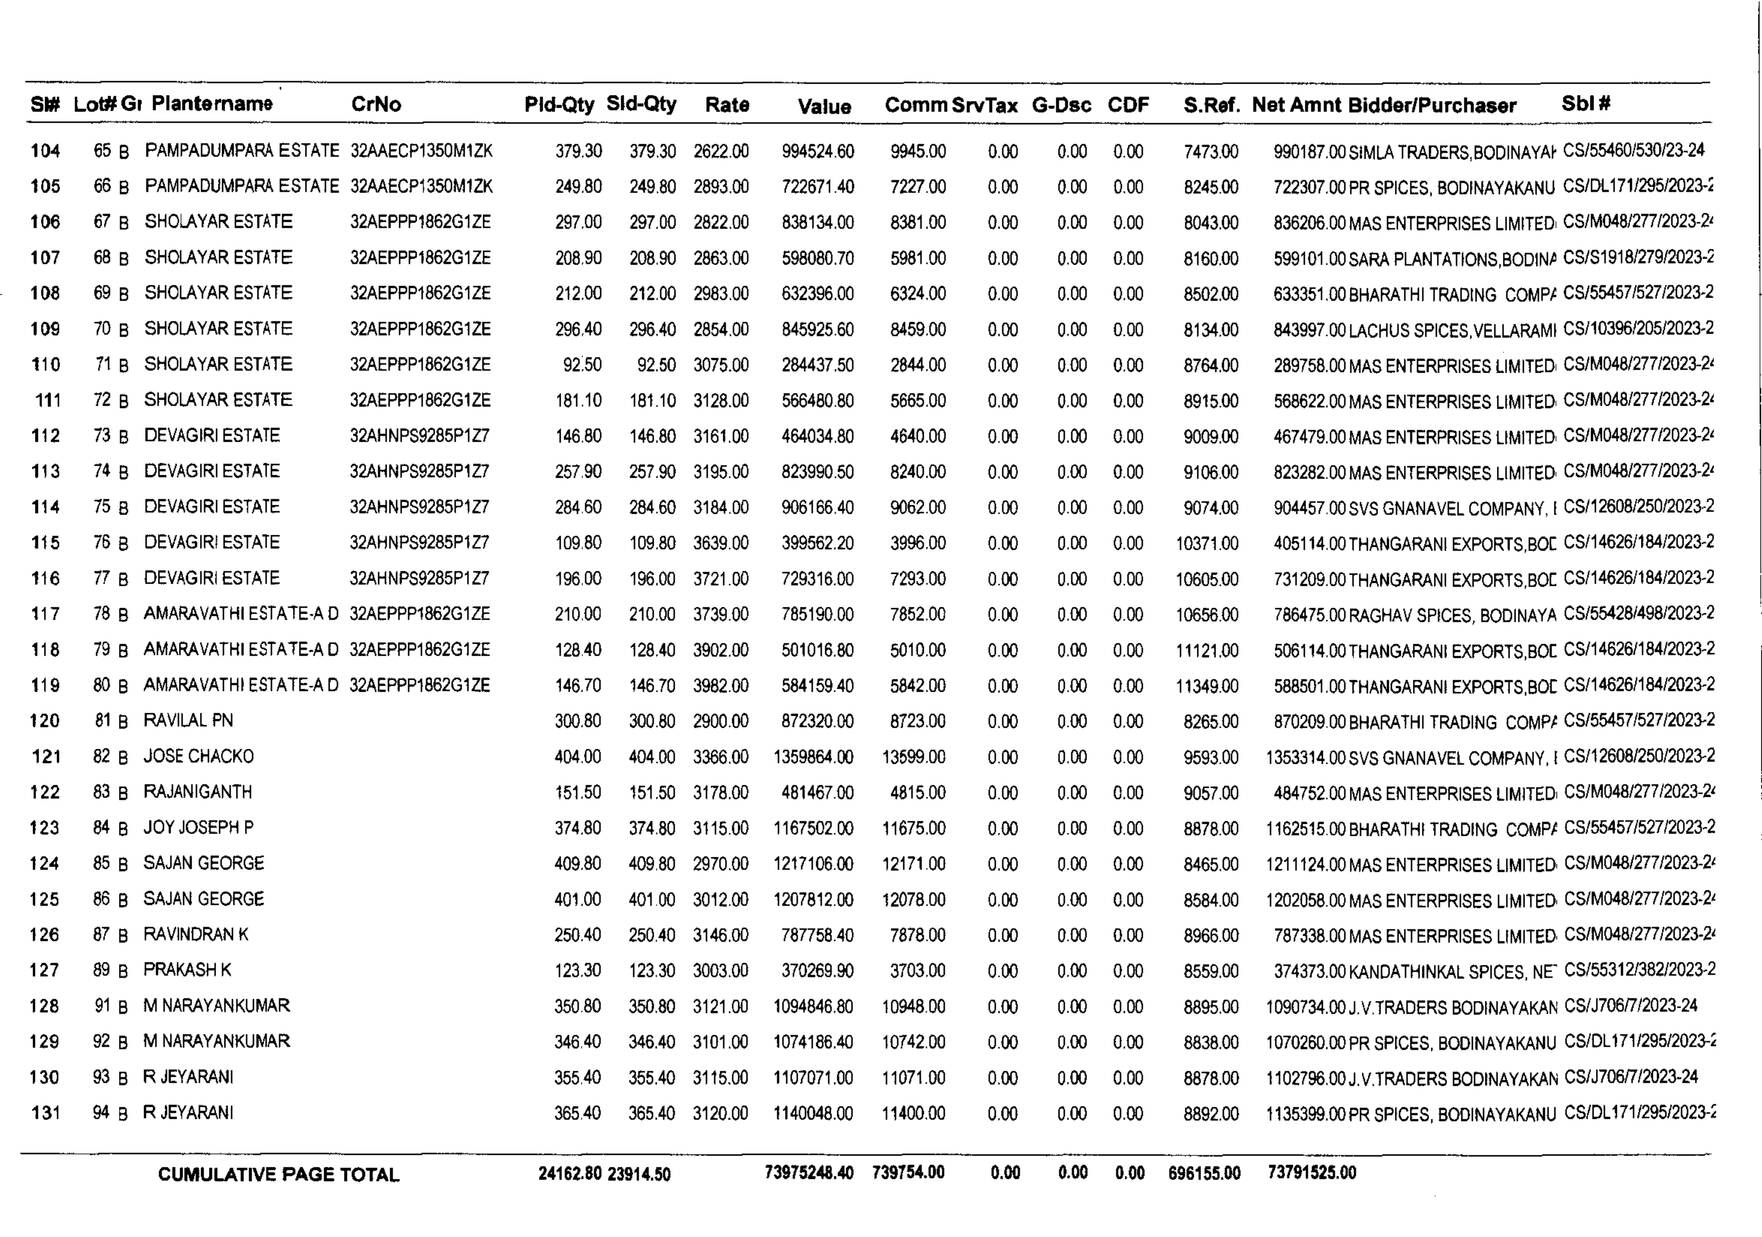 Sl# Lot# Gr Plantername CrNo Pld-Qty Sld-Qty Rate Value Comm SrvTax G-Dsc CDF S.Ref. Net Amnt Bidder/Purchaser Sbl #
104 65 B PAMPADUMPARA ESTATE 32AAECP1350M1ZK 379.30 379.30 2622.00 994524.60 9945.00 0.00 0.00 0.00 7473.00 990187.00 SIMLA TRADERS,BODINAYAK CS/55460/530/23-24
105 66 B PAMPADUMPARA ESTATE 32AAECP1350M1ZK 249.80 249.80 2893.00 722671.40 7227.00 0.00 0.00 0.00 8245.00 722307.00 PR SPICES, BODINAYAKANU CS/DL171/295/2023-2
106 67 B SHOLAYAR ESTATE 32AEPPP1862G1ZE 297.00 297.00 2822.00 838134.00 8381.00 0.00 0.00 0.00 8043.00 836206.00 MAS ENTERPRISES LIMITED CS/M048/277/2023-24
107 68 B SHOLAYAR ESTATE 32AEPPP1862G1ZE 208.90 208.90 2863.00 598080.70 5981.00 0.00 0.00 0.00 8160.00 599101.00 SARA PLANTATIONS,BODINA CS/S1918/279/2023-2
108 69 B SHOLAYAR ESTATE 32AEPPP1862G1ZE 212.00 212.00 2983.00 632396.00 6324.00 0.00 0.00 0.00 8502.00 633351.00 BHARATHI TRADING COMPA CS/55457/527/2023-2
109 70 B SHOLAYAR ESTATE 32AEPPP1862G1ZE 296.40 296.40 2854.00 845925.60 8459.00 0.00 0.00 0.00 8134.00 843997.00 LACHUS SPICES,VELLARAMI CS/10396/205/2023-2
110 71 B SHOLAYAR ESTATE 32AEPPP1862G1ZE 92.50 92.50 3075.00 284437.50 2844.00 0.00 0.00 0.00 8764.00 289758.00 MAS ENTERPRISES LIMITED CS/M048/277/2023-24
111 72 B SHOLAYAR ESTATE 32AEPPP1862G1ZE 181.10 181.10 3128.00 566480.80 5665.00 0.00 0.00 0.00 8915.00 568622.00 MAS ENTERPRISES LIMITED CS/M048/277/2023-24
112 73 B DEVAGIRI ESTATE 32AHNPS9285P1Z7 146.80 146.80 3161.00 464034.80 4640.00 0.00 0.00 0.00 9009.00 467479.00 MAS ENTERPRISES LIMITED CS/M048/277/2023-24
113 74 B DEVAGIRI ESTATE 32AHNPS9285P1Z7 257.90 257.90 3195.00 823990.50 8240.00 0.00 0.00 0.00 9106.00 823282.00 MAS ENTERPRISES LIMITED CS/M048/277/2023-24
114 75 B DEVAGIRI ESTATE 32AHNPS9285P1Z7 284.60 284.60 3184.00 906166.40 9062.00 0.00 0.00 0.00 9074.00 904457.00 SVS GNANAVEL COMPANY, CS/12608/250/2023-2
115 76 B DEVAGIRI ESTATE 32AHNPS9285P1Z7 109.80 109.80 3639.00 399562.20 3996.00 0.00 0.00 0.00 10371.00 405114.00 THANGARANI EXPORTS,BOD CS/14626/184/2023-2
116 77 B DEVAGIRI ESTATE 32AHNPS9285P1Z7 196.00 196.00 3721.00 729316.00 7293.00 0.00 0.00 0.00 10605.00 731209.00 THANGARANI EXPORTS,BOD CS/14626/184/2023-2
117 78 B AMARAVATHI ESTATE-A D 32AEPPP1862G1ZE 210.00 210.00 3739.00 785190.00 7852.00 0.00 0.00 0.00 10656.00 786475.00 RAGHAV SPICES, BODINAYA CS/55428/498/2023-2
118 79 B AMARAVATHI ESTATE-A D 32AEPPP1862G1ZE 128.40 128.40 3902.00 501016.80 5010.00 0.00 0.00 0.00 11121.00 506114.00 THANGARANI EXPORTS,BOD CS/14626/184/2023-2
119 80 B AMARAVATHI ESTATE-A D 32AEPPP1862G1ZE 146.70 146.70 3982.00 584159.40 5842.00 0.00 0.00 0.00 11349.00 588501.00 THANGARANI EXPORTS,BOD CS/14626/184/2023-2
120 81 B RAVILAL PN 300.80 300.80 2900.00 872320.00 8723.00 0.00 0.00 0.00 8265.00 870209.00 BHARATHI TRADING COMPA CS/55457/527/2023-2
121 82 B JOSE CHACKO 404.00 404.00 3366.00 1359864.00 13599.00 0.00 0.00 0.00 9593.00 1353314.00 SVS GNANAVEL COMPANY, CS/12608/250/2023-2
122 83 B RAJANIGANTH 151.50 151.50 3178.00 481467.00 4815.00 0.00 0.00 0.00 9057.00 484752.00 MAS ENTERPRISES LIMITED CS/M048/277/2023-24
123 84 B JOY JOSEPH P 374.80 374.80 3115.00 1167502.00 11675.00 0.00 0.00 0.00 8878.00 1162515.00 BHARATHI TRADING COMPA CS/55457/527/2023-2
124 85 B SAJAN GEORGE 409.80 409.80 2970.00 1217106.00 12171.00 0.00 0.00 0.00 8465.00 1211124.00 MAS ENTERPRISES LIMITED CS/M048/277/2023-24
125 86 B SAJAN GEORGE 401.00 401.00 3012.00 1207812.00 12078.00 0.00 0.00 0.00 8584.00 1202058.00 MAS ENTERPRISES LIMITED CS/M048/277/2023-24
126 87 B RAVINDRAN K 250.40 250.40 3146.00 787758.40 7878.00 0.00 0.00 0.00 8966.00 787338.00 MAS ENTERPRISES LIMITED CS/M048/277/2023-24
127 89 B PRAKASH K 123.30 123.30 3003.00 370269.90 3703.00 0.00 0.00 0.00 8559.00 374373.00 KANDATHINKAL SPICES, NE CS/55312/382/2023-2
128 91 B M NARAYANKUMAR 350.80 350.80 3121.00 1094846.80 10948.00 0.00 0.00 0.00 8895.00 1090734.00 J.V.TRADERS BODINAYAKAN CS/J706/7/2023-24
129 92 B M NARAYANKUMAR 346.40 346.40 3101.00 1074186.40 10742.00 0.00 0.00 0.00 8838.00 1070260.00 PR SPICES, BODINAYAKANU CS/DL171/295/2023-2
130 93 B R JEYARANI 355.40 355.40 3115.00 1107071.00 11071.00 0.00 0.00 0.00 8878.00 1102796.00 J.V.TRADERS BODINAYAKAN CS/J706/7/2023-24
131 94 B R JEYARANI 365.40 365.40 3120.00 1140048.00 11400.00 0.00 0.00 0.00 8892.00 1135399.00 PR SPICES, BODINAYAKANU CS/DL171/295/2023-2
CUMULATIVE PAGE TOTAL 24162.80 23914.50 73975248.40 739754.00 0.00 0.00 0.00 696155.00 73791525.00